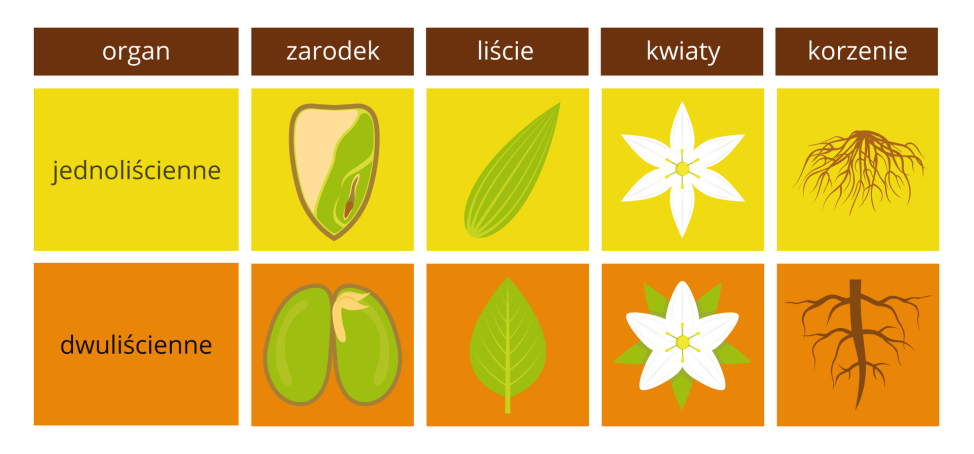 organ
zarodek
liście
kwiaty
korzenie
jednoliścienne
dwuliścienne